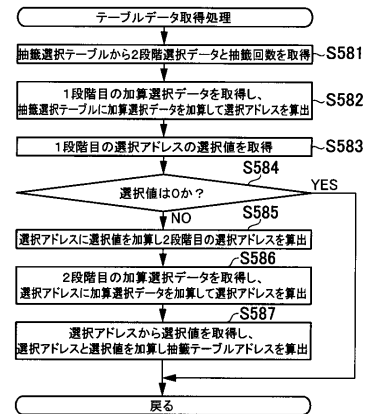 テーブルデータ取得処理
抽籤選択テーブルから2段階選択データと抽籤回数を取得
S581
1段階目の加算選択データを取得し、
抽籤選択テーブルに加算選択データを加算して選択アドレスを算出
S582
1段階目の選択アドレスの選択値を取得
S583
S584
選択値は0か？
YES
NO
S585
選択アドレスに選択値を加算し2段階目の選択アドレスを算出
S586
2段階目の加算選択データを取得し、
選択アドレスに加算選択データを加算して選択アドレスを算出
S587
選択アドレスから選択値を取得し、
選択アドレスと選択値を加算し抽籤テーブルアドレスを算出
戻る